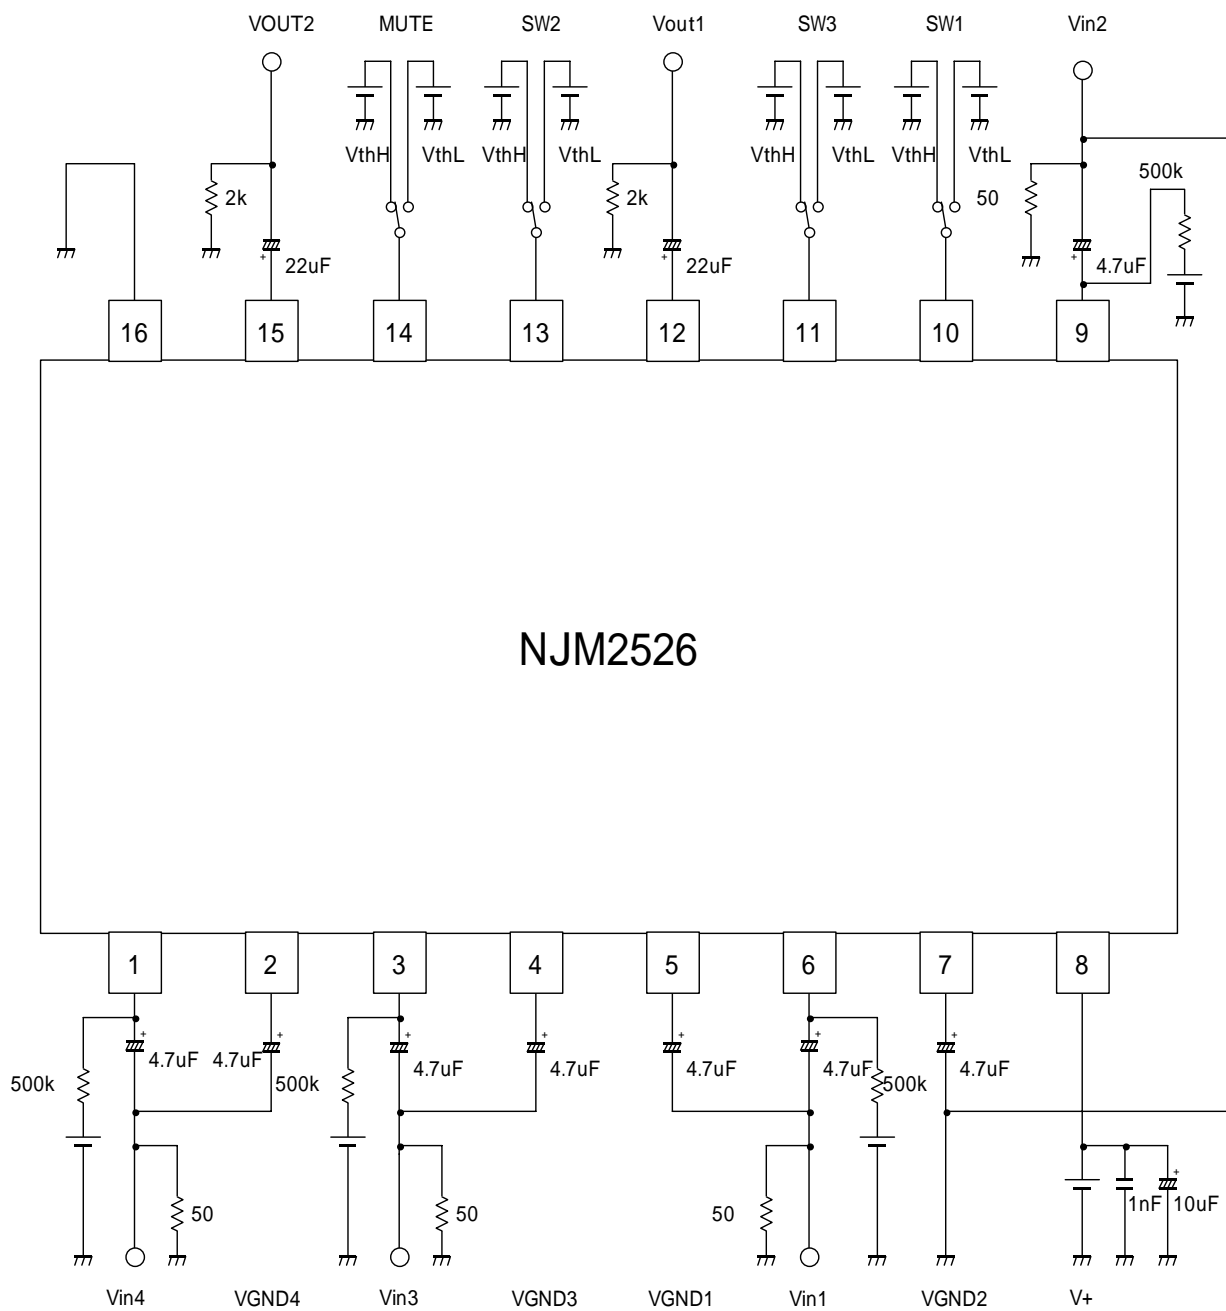 VOUT2 MUTE SW2 Vout1 SW3 SW1 Vin2
VthH VthL VthH VthL VthH VthL VthH VthL
500k
2k 2k 50
22uF 22uF 4.7uF
16 15 14 13 12 11 10 9
NJM2526
1 2 3 4 5 6 7 8
+ + + + + + +
4.7uF 4.7uF 4.7uF 4.7uF 4.7uF 4.7uF 4.7uF
500k 500k 500k
+
1nF 10uF
50 50 50
Vin4 VGND4 Vin3 VGND3 VGND1 Vin1 VGND2 V+